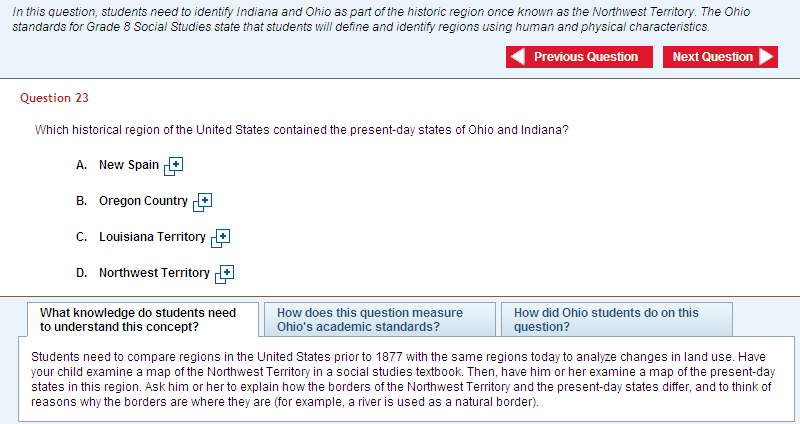 In this question, students need to identify Indiana and Ohio as part of the historic region once known as the Northwest Territory. The Ohio
standards for Grade 8 Social Studies state that students will define and identify regions using human and physical characteristics.
Previous Question
Next Question
Question 23
Which historical region of the United States contained the present-day states of Ohio and Indiana?
A. New Spain
B. Oregon Country
C. Louisiana Territory
D. Northwest Territory
What knowledge do students need
to understand this concept?
How does this question measure
Ohio's academic standards?
How did Ohio students do on this
question?
Students need to compare regions in the United States prior to 1877 with the same regions today to analyze changes in land use. Have
your child examine a map of the Northwest Territory in a social studies textbook. Then, have him or her examine a map of the present-day
states in this region. Ask him or her to explain how the borders of the Northwest Territory and the present-day states differ, and to think of
reasons why the borders are where they are (for example, a river is used as a natural border).